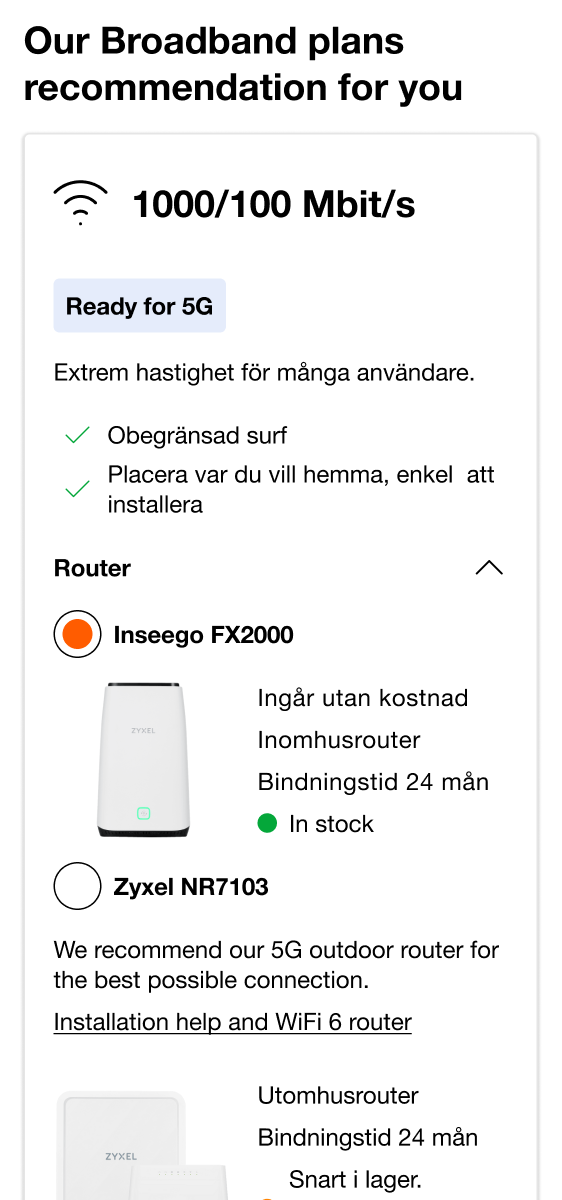 Our Broadband plans
recommendation for you
1000/100 Mbit/s
Ready for 5G
Extrem hastighet för många användare.
Obegränsad surf
Placera var du vill hemma, enkel  att
installera
Router
Inseego FX2000
ZYXEL
Ingår utan kostnad
Inomhusrouter
Bindningstid 24 mån
In stock
Zyxel NR7103
We recommend our 5G outdoor router for
the best possible connection.
Installation help and WiFi 6 router
ZYXEL
Utomhusrouter
Bindningstid 24 mån
Snart i lager.